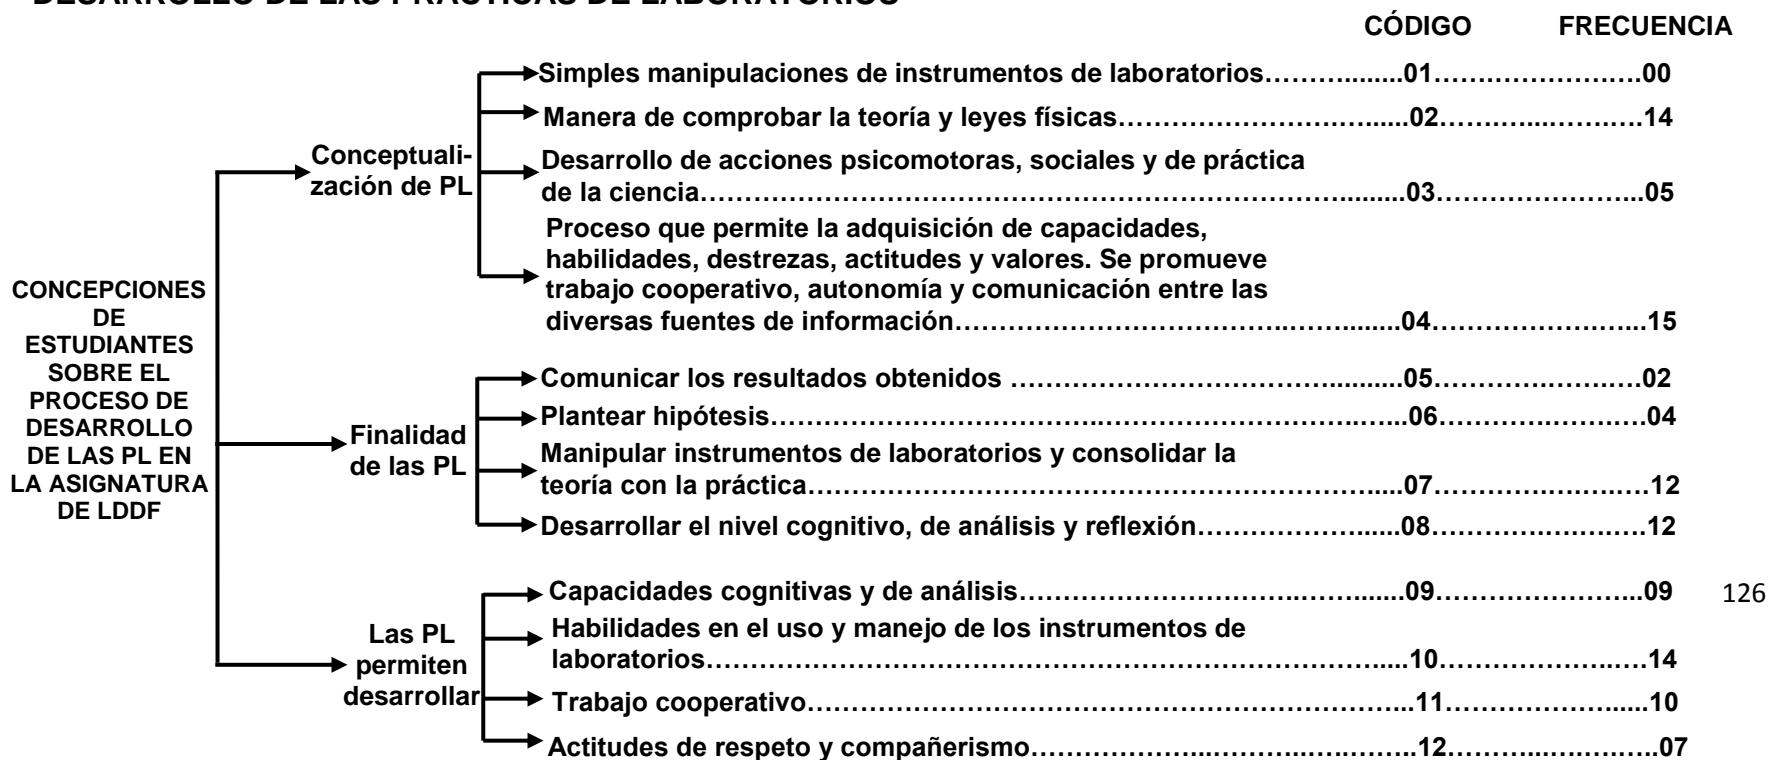 DESARROLLO DE LAS PRÁCTICAS DE LABORATORIOS
CÓDIGO FRECUENCIA
CONCEPCIONES
DE
ESTUDIANTES
SOBRE EL
PROCESO DE
DESARROLLO
DE LAS PL EN
LA ASIGNATURA
DE LDDF
Conceptuali-
zación de PL
Simples manipulaciones de instrumentos de laboratorios……….........01…….…………….….00
Manera de comprobar la teoría y leyes físicas……………………….…......02…….…...…….….14
Desarrollo de acciones psicomotoras, sociales y de práctica
de la ciencia…………………………………………………………….........03…………………...05
Proceso que permite la adquisición de capacidades,
habilidades, destrezas, actitudes y valores. Se promueve
trabajo cooperativo, autonomía y comunicación entre las
diversas fuentes de información……………………………….……........04…………….…...15
Finalidad
de las PL
Comunicar los resultados obtenidos ……………………………..........05………….…….….02
Plantear hipótesis…………………………………………………….…...06………….…….….04
Manipular instrumentos de laboratorios y consolidar la
teoría con la práctica…………………………………………………….....07………….…….….12
Desarrollar el nivel cognitivo, de análisis y reflexión………………......08………….…….….12
Las PL
permiten
desarrollar
Capacidades cognitivas y de análisis……………………….…….......09…………………...09
126
Habilidades en el uso y manejo de los instrumentos de
laboratorios……………………………………………………………….....10…………………..….14
Trabajo cooperativo……………………………………………………...11……………….......10
Actitudes de respeto y compañerismo…………………...………..………...12………...…..…..…..07